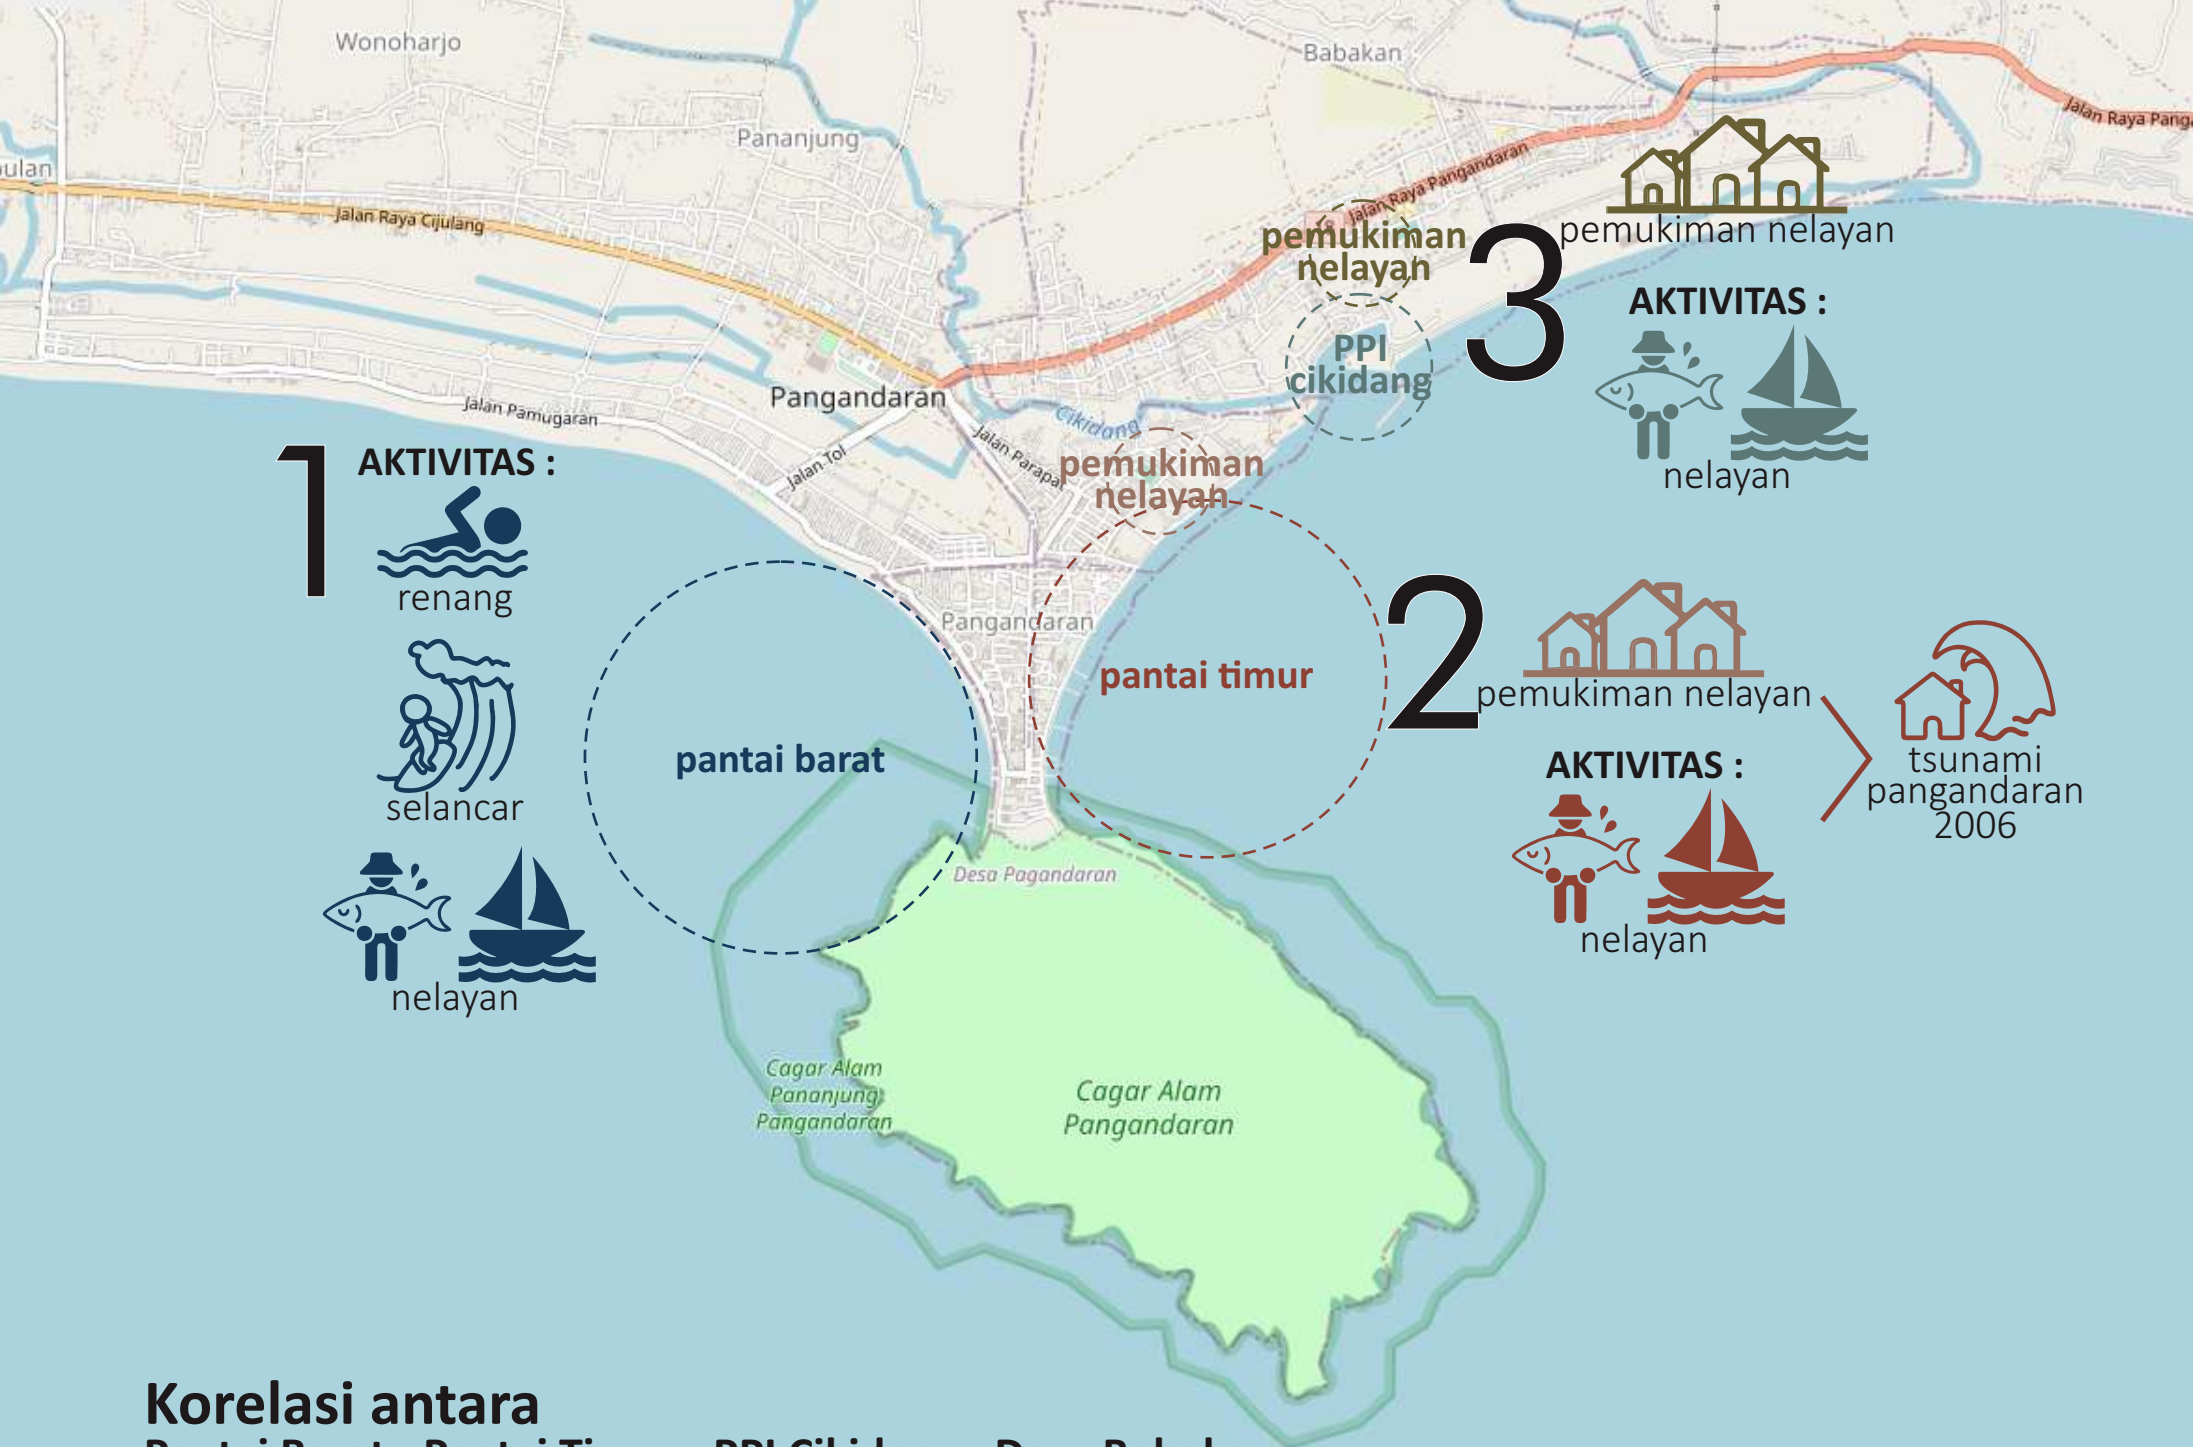 Wonoharjo
Babakan
Jalan Raya Panga
Pananjung
Jalan Raya Pangandaran
Jalan Raya Cijulang
pemukiman
nelayan
3
pemukiman nelayan
AKTIVITAS :
nelayan
PPI
cikidang
Pangandaran
Jalan Pamugaran
Cikidang
Jalan Parapat
Jalan Tol
pemukiman
nelayan
1
AKTIVITAS :
renang
selancar
nelayan
Pangandaran
pantai timur
pantai barat
2
pemukiman nelayan
AKTIVITAS :
nelayan
tsunami
pangandaran
2006
Desa Pagandaran
Cagar Alam
Pananjung
Pangandaran
Cagar Alam
Pangandaran
Korelasi antara